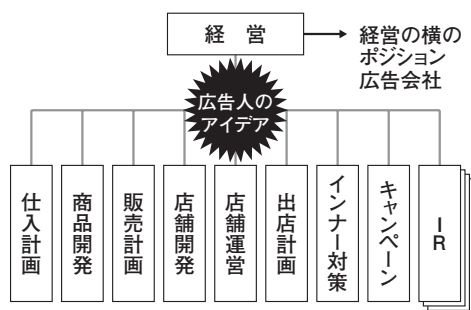 経営
経営の横の
ポジション
広告会社
広告人の
アイデア
仕入計画
商品開発
販売計画
店舗開発
店舗運営
出店計画
インナー対策
キャンペーン
IR